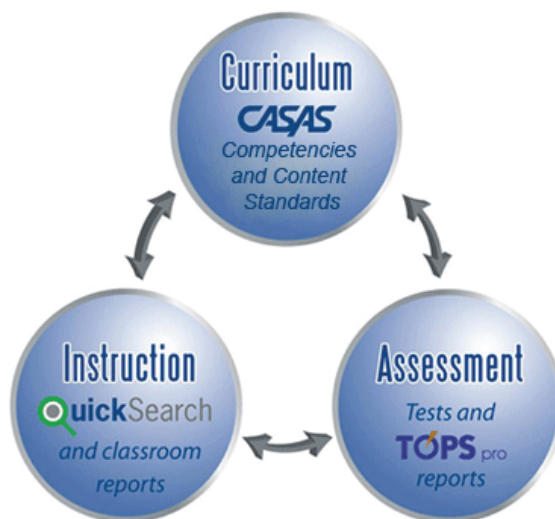 Curriculum
CASAS
Competencies
and Content
Standards
Instruction
QuickSearch
and classroom
reports
Assessment
Tests and
TOPS pro
reports